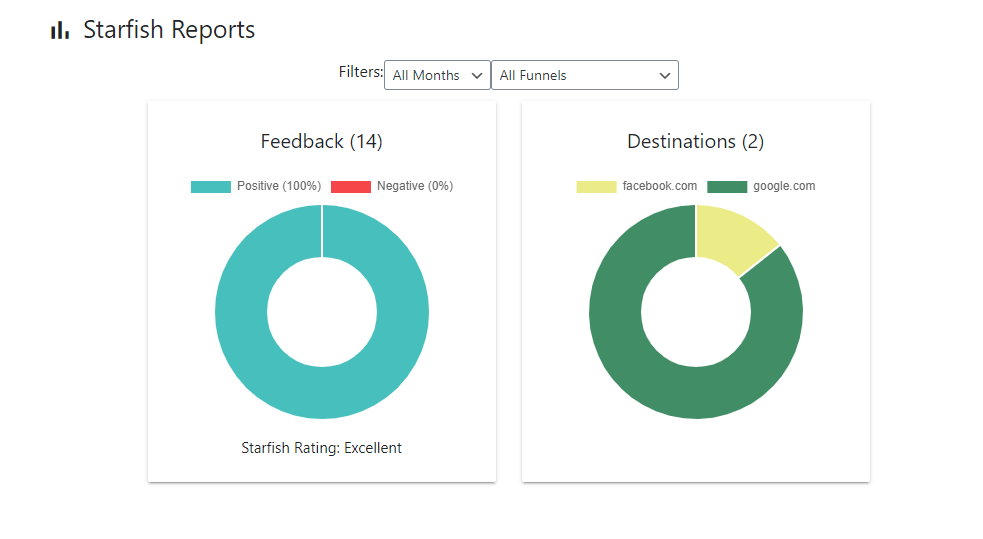 Starfish Reports
Filters: All Months All Funnels
Feedback (14)
Positive (100%) Negative (0%)
Starfish Rating: Excellent
Destinations (2)
facebook.com google.com